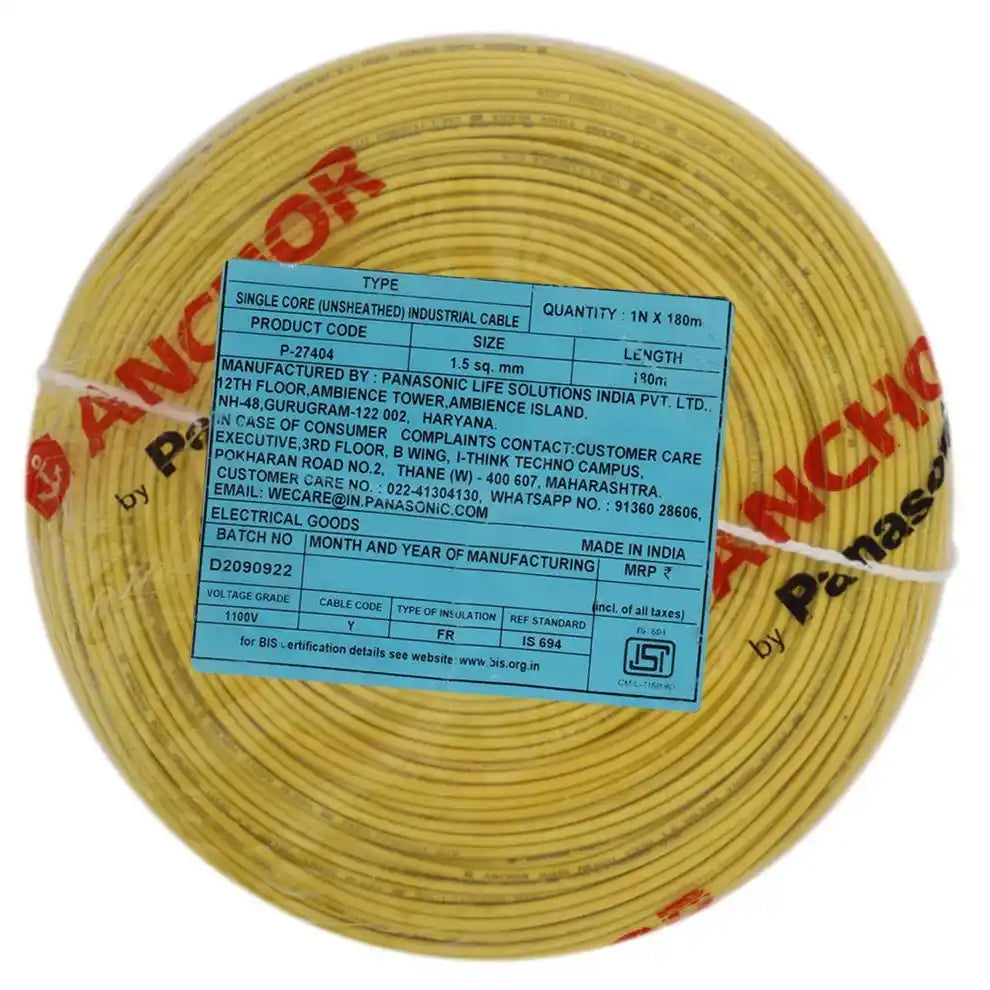 ANCHOR
by Panasonic
ANCHOR
by Panasonic
TYPE
SINGLE CORE (UNSHEATHED) INDUSTRIAL CABLE
QUANTITY : 1N X 180m
PRODUCT CODE
SIZE
LENGTH
P-27404
1.5 sq. mm
180m
MANUFACTURED BY : PANASONIC LIFE SOLUTIONS INDIA PVT. LTD.,
12TH FLOOR,AMBIENCE TOWER,AMBIENCE ISLAND.
NH-48,GURUGRAM-122 002, HARYANA.
IN CASE OF CONSUMER COMPLAINTS CONTACT:CUSTOMER CARE
EXECUTIVE,3RD FLOOR, B WING, I-THINK TECHNO CAMPUS,
POKHARAN ROAD NO.2, THANE (W) - 400 607, MAHARASHTRA.
CUSTOMER CARE NO. : 022-41304130, WHATSAPP NO. : 91360 28606,
EMAIL: WECARE@IN.PANASONIC.COM
ELECTRICAL GOODS
MADE IN INDIA
BATCH NO
MONTH AND YEAR OF MANUFACTURING
MRP ₹
D2090922
(incl. of all taxes)
VOLTAGE GRADE
CABLE CODE
TYPE OF INSULATION
REF STANDARD
1100V
Y
FR
IS 694
for BIS certification details see website www.bis.org.in
IS 694
ISI